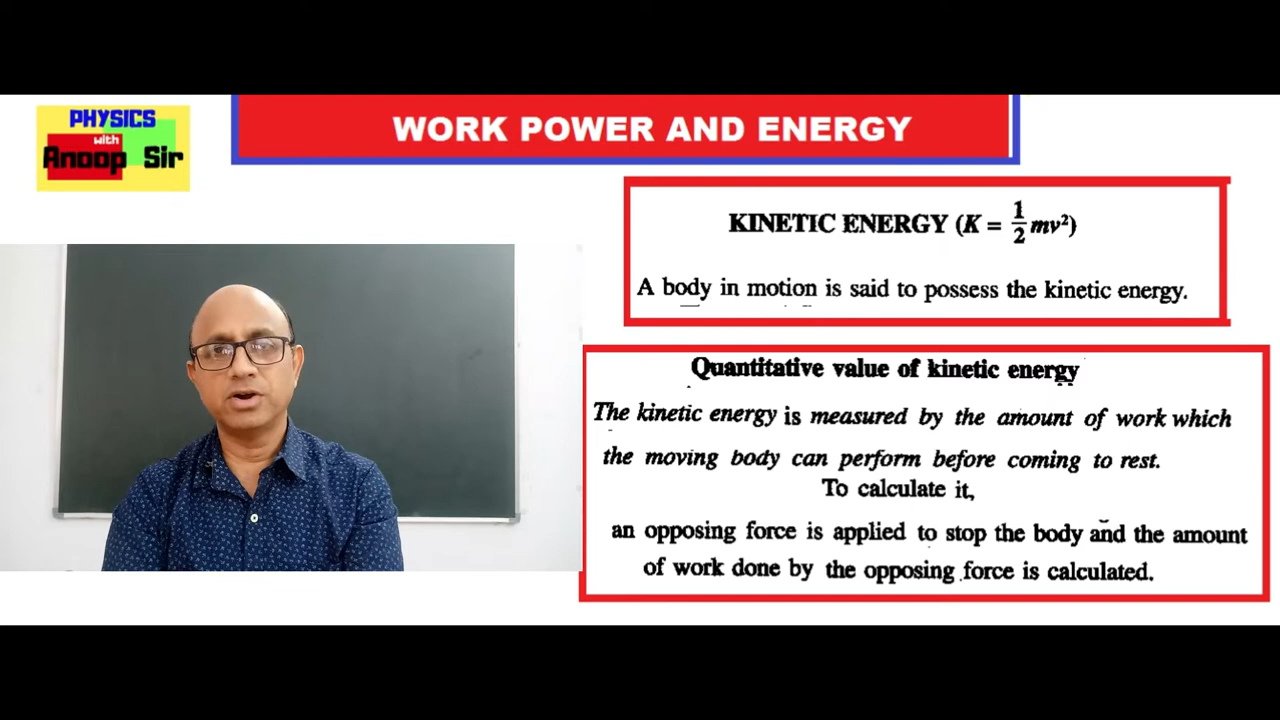 PHYSICS
with
Anoop Sir
WORK POWER AND ENERGY
KINETIC ENERGY (K = 1/2 mv²)
A body in motion is said to possess the kinetic energy.
Quantitative value of kinetic energy
The kinetic energy is measured by the amount of work which
the moving body can perform before coming to rest.
To calculate it,
an opposing force is applied to stop the body and the amount
of work done by the opposing force is calculated.